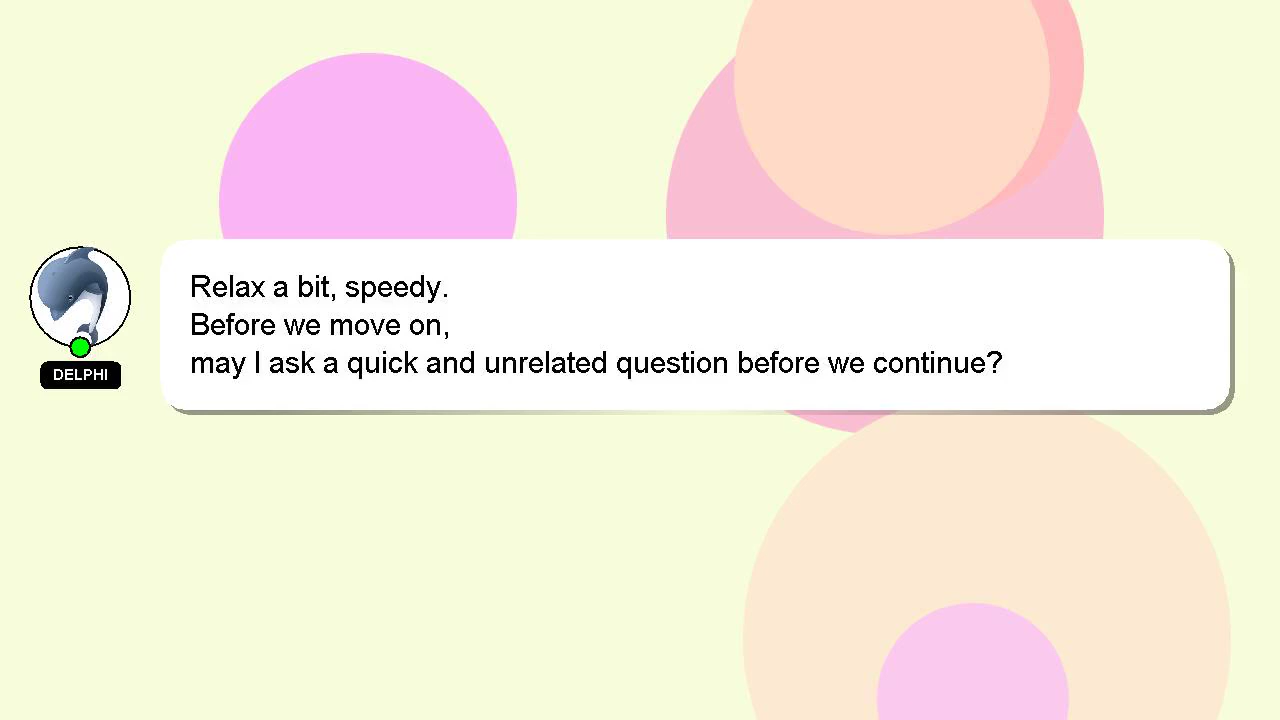 Relax a bit, speedy.
Before we move on,
may I ask a quick and unrelated question before we continue?
DELPHI